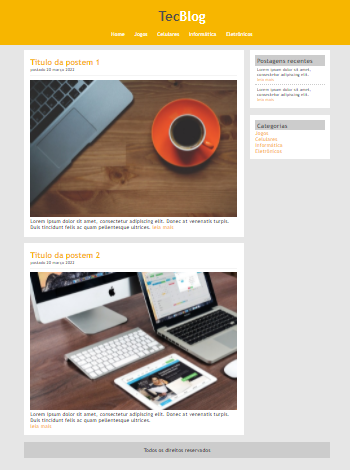 TecBlog
Home Jogos Celulares Informática Eletrônicos
Título da postem 1
postado 20 março 2022
Lorem ipsum dolor sit amet, consectetur adipiscing elit. Donec at venenatis turpis.
Duis tincidunt felis ac quam pellentesque ultrices. leia mais
Título da postem 2
postado 20 março 2022
Lorem ipsum dolor sit amet, consectetur adipiscing elit. Donec at venenatis turpis.
Duis tincidunt felis ac quam pellentesque ultrices.
leia mais
Postagens recentes
Lorem ipsum dolor sit amet,
consectetur adipiscing elit.
leia mais
Lorem ipsum dolor sit amet,
consectetur adipiscing elit.
leia mais
Categorias
Jogos
Celulares
Informática
Eletrônicos
Todos os direitos reservados